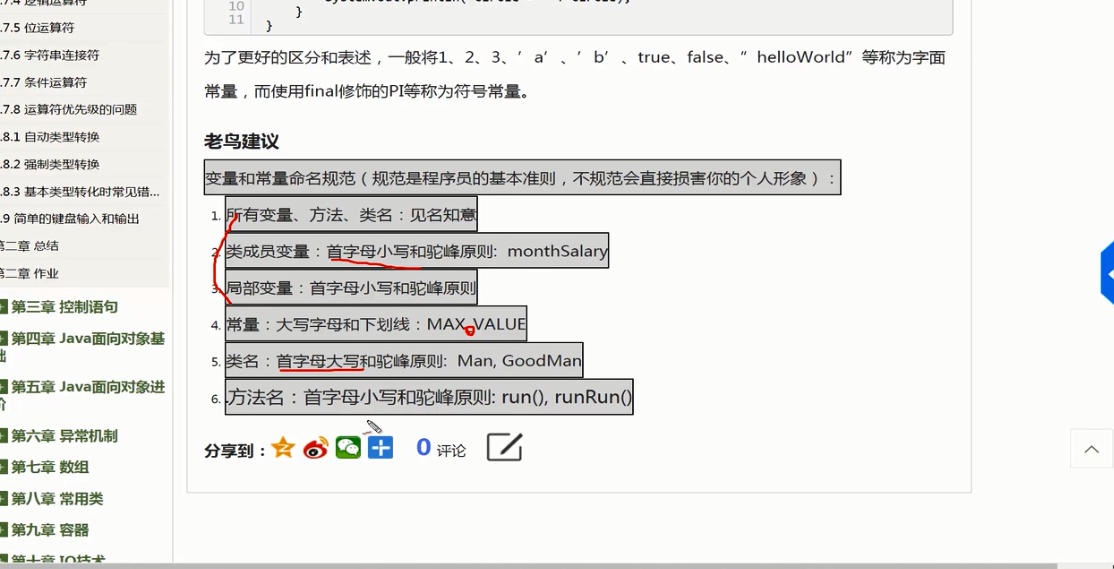 .7.5 位运算符
.7.6 字符串连接符
.7.7 条件运算符
.7.8 运算符优先级的问题
.8.1 自动类型转换
.8.2 强制类型转换
.8.3 基本类型转化时常见错...
.9 简单的键盘输入和输出
第二章 总结
第二章 作业
第三章 控制语句
第四章 Java面向对象基
础
第五章 Java面向对象进
阶
第六章 异常机制
第七章 数组
第八章 常用类
第九章 容器
第十章 IO技术
10
11
}
}
为了更好的区分和表述，一般将1、2、3、’a’、’b’、true、false、”helloWorld”等称为字面
常量，而使用final修饰的PI等称为符号常量。
老鸟建议
变量和常量命名规范（规范是程序员的基本准则，不规范会直接损害你的个人形象）：
1. 所有变量、方法、类名：见名知意
2. 类成员变量：首字母小写和驼峰原则: monthSalary
3. 局部变量：首字母小写和驼峰原则
4. 常量：大写字母和下划线：MAX_VALUE
5. 类名：首字母大写和驼峰原则: Man, GoodMan
6. .方法名：首字母小写和驼峰原则: run(), runRun()
分享到：
0 评论